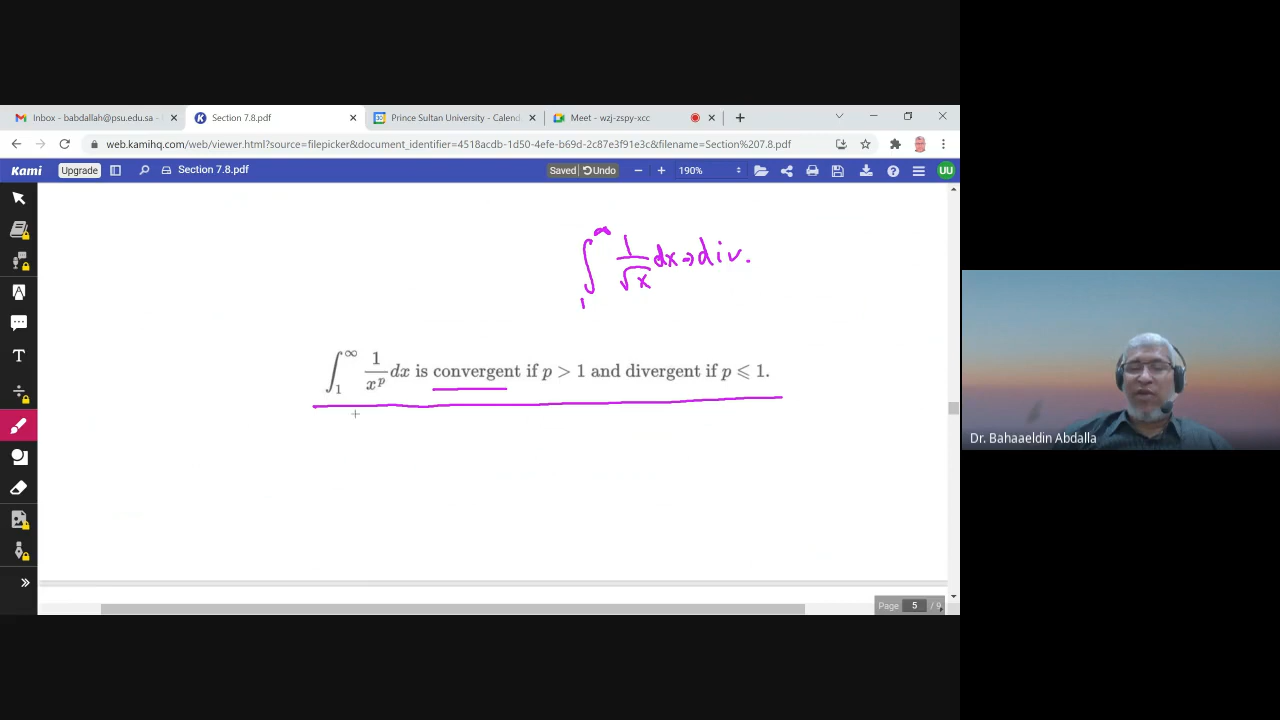 Inbox - babdallah@psu.edu.sa - Section 7.8.pdf Prince Sultan University - Calend Meet - wzj-zspy-xcc
web.kamihq.com/web/viewer.html?source=filepicker&document_identifier=4518acdb-1d50-4efe-b69d-2c87e3f91e3c&filename=Section%207.8.pdf
Kami Upgrade Section 7.8.pdf Saved Undo 190% UU
∫₁^∞ 1/√x dx → div.
∫₁^∞ 1/x^p dx is convergent if p > 1 and divergent if p ⩽ 1.
Dr. Bahaaeldin Abdalla
Page 5 / 9